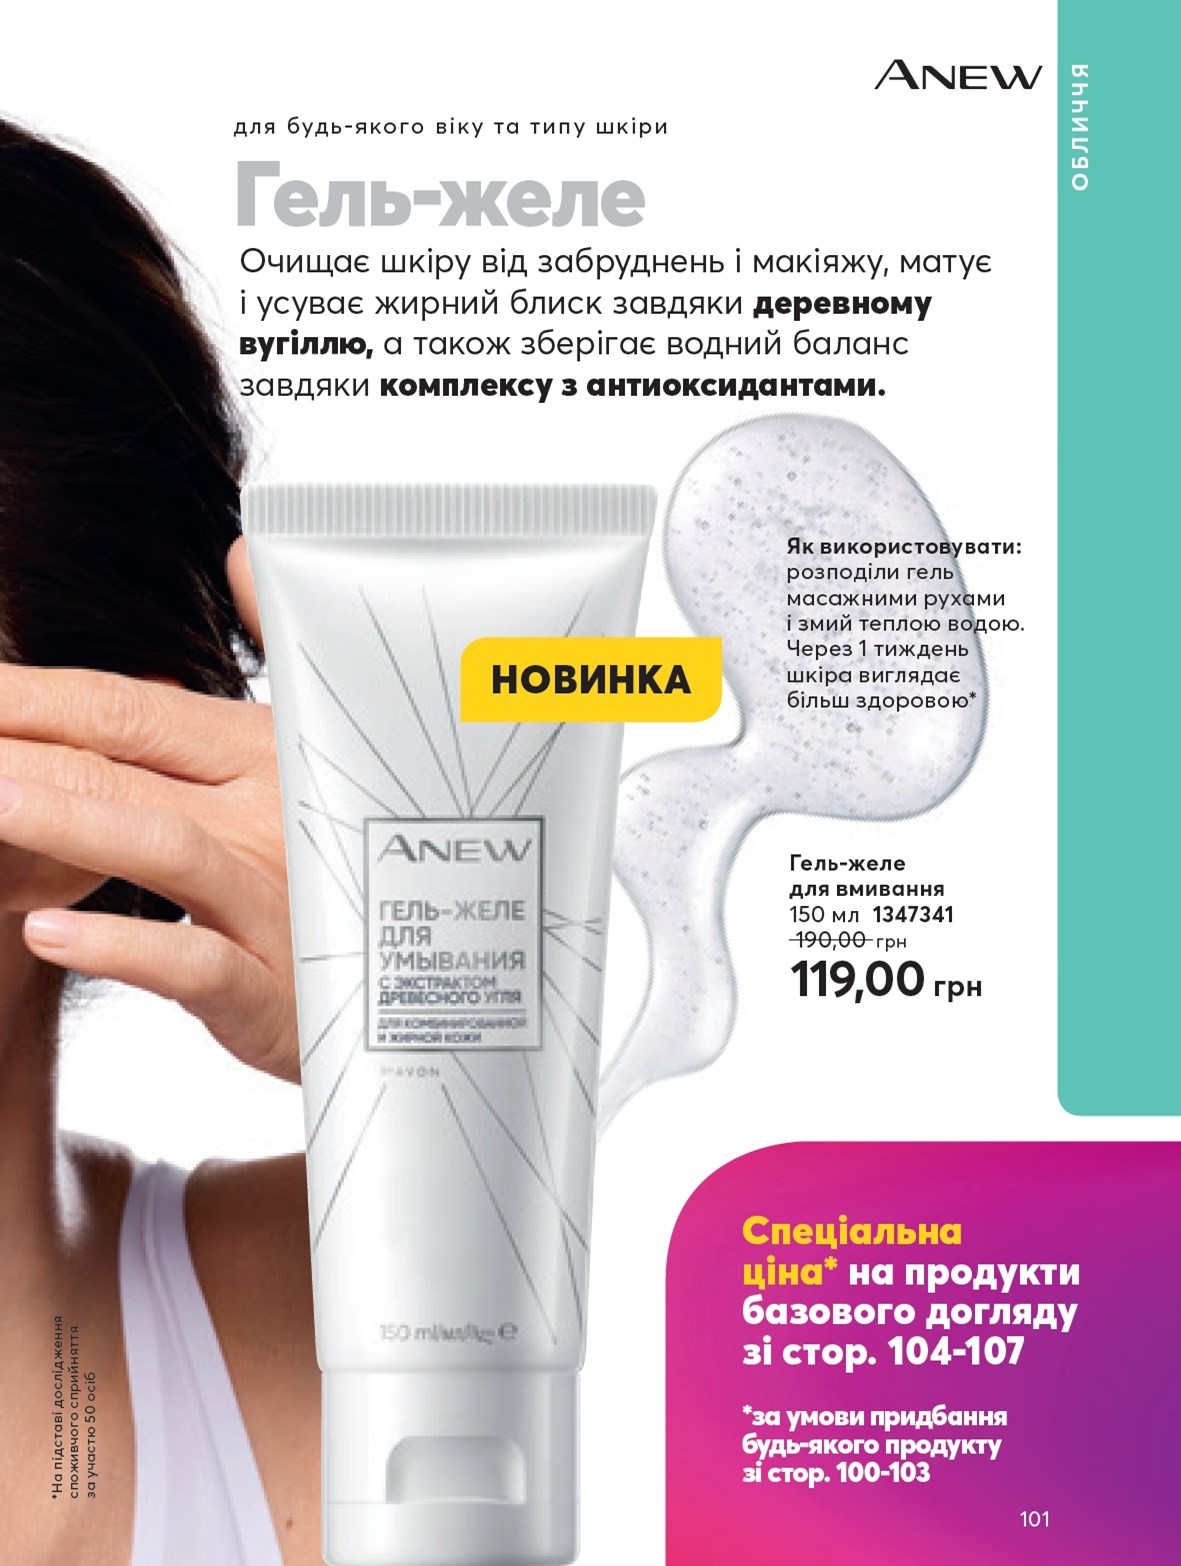 ANEW
ОБЛИЧЧЯ
для будь-якого віку та типу шкіри
Гель-желе
Очищає шкіру від забруднень і макіяжу, матує
і усуває жирний блиск завдяки деревному
вугіллю, а також зберігає водний баланс
завдяки комплексу з антиоксидантами.
Як використовувати:
розподіли гель
масажними рухами
і змий теплою водою.
Через 1 тиждень
шкіра виглядає
більш здоровою*
НОВИНКА
ANEW
ГЕЛЬ-ЖЕЛЕ
ДЛЯ
УМЫВАНИЯ
С ЭКСТРАКТОМ
ДРЕВЕСНОГО УГЛЯ
ДЛЯ КОМБИНИРОВАННОЙ
И ЖИРНОЙ КОЖИ
AVON
150 ml/мл/ e
Гель-желе
для вмивання
150 мл 1347341
190,00 грн
119,00 грн
Спеціальна
ціна* на продукти
базового догляду
зі стор. 104-107
*за умови придбання
будь-якого продукту
зі стор. 100-103
*На підставі дослідження
споживчого сприйняття
за участю 50 осіб
101